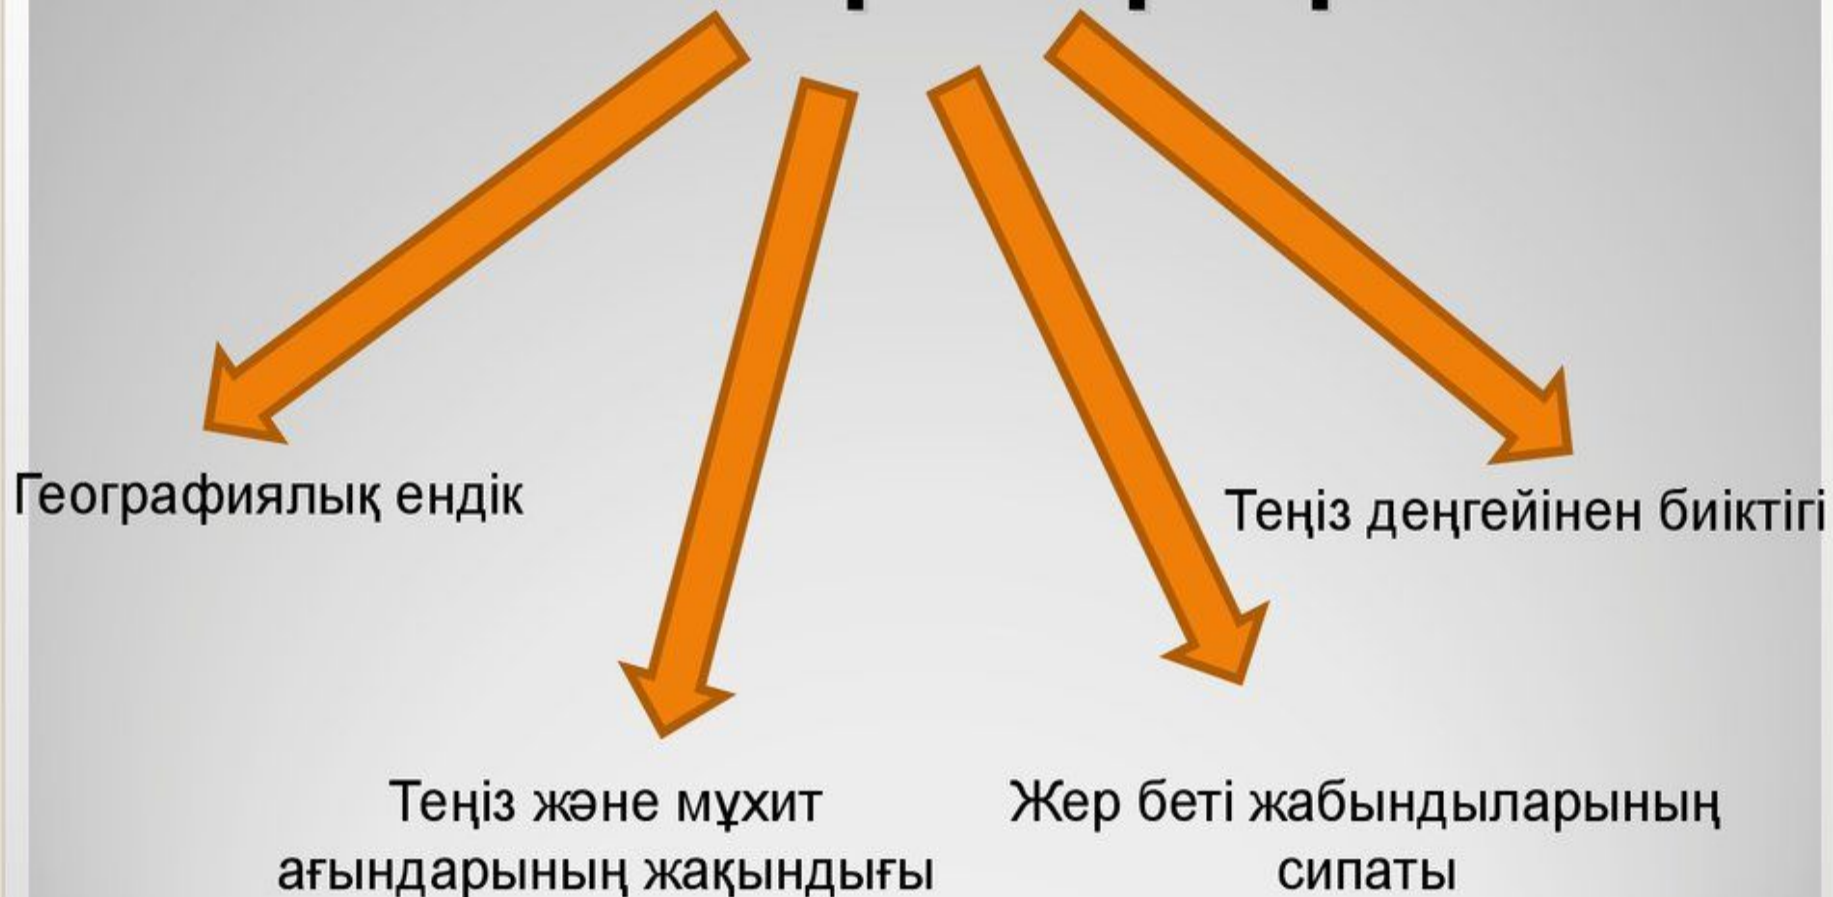 Географиялық ендік
Теңіз деңгейінен биіктігі
Теңіз және мұхит
ағындарының жақындығы
Жер беті жабындыларының
сипаты